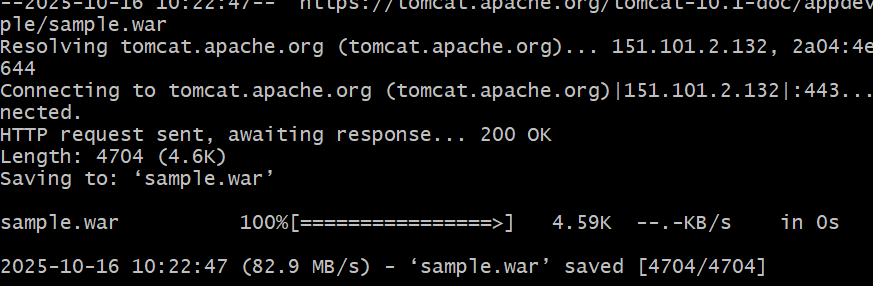 --2025-10-16 10:22:47-- https://tomcat.apache.org/tomcat-10.1-doc/appdev
ple/sample.war
Resolving tomcat.apache.org (tomcat.apache.org)... 151.101.2.132, 2a04:4e
644
Connecting to tomcat.apache.org (tomcat.apache.org)|151.101.2.132|:443...
nected.
HTTP request sent, awaiting response... 200 OK
Length: 4704 (4.6K)
Saving to: ‘sample.war’
sample.war 100%[================>] 4.59K --.-KB/s in 0s
2025-10-16 10:22:47 (82.9 MB/s) - ‘sample.war’ saved [4704/4704]